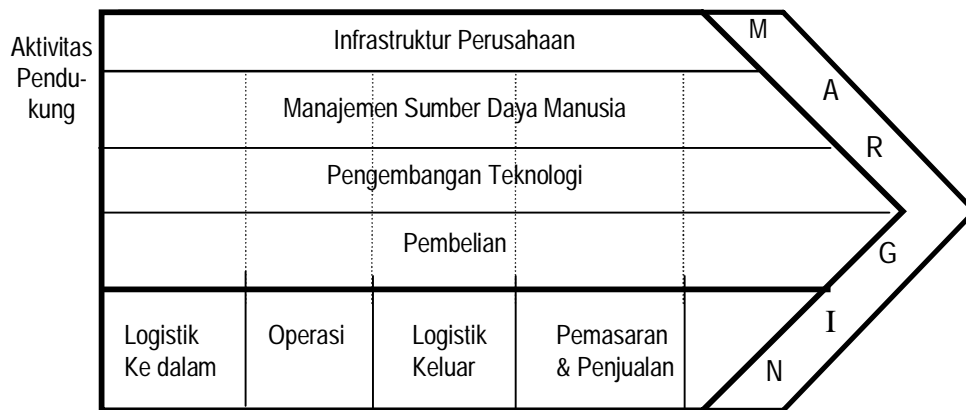 Aktivitas
Pendu-
kung
Infrastruktur Perusahaan
Manajemen Sumber Daya Manusia
Pengembangan Teknologi
Pembelian
Logistik
Ke dalam
Operasi
Logistik
Keluar
Pemasaran
& Penjualan
M
A
R
G
I
N